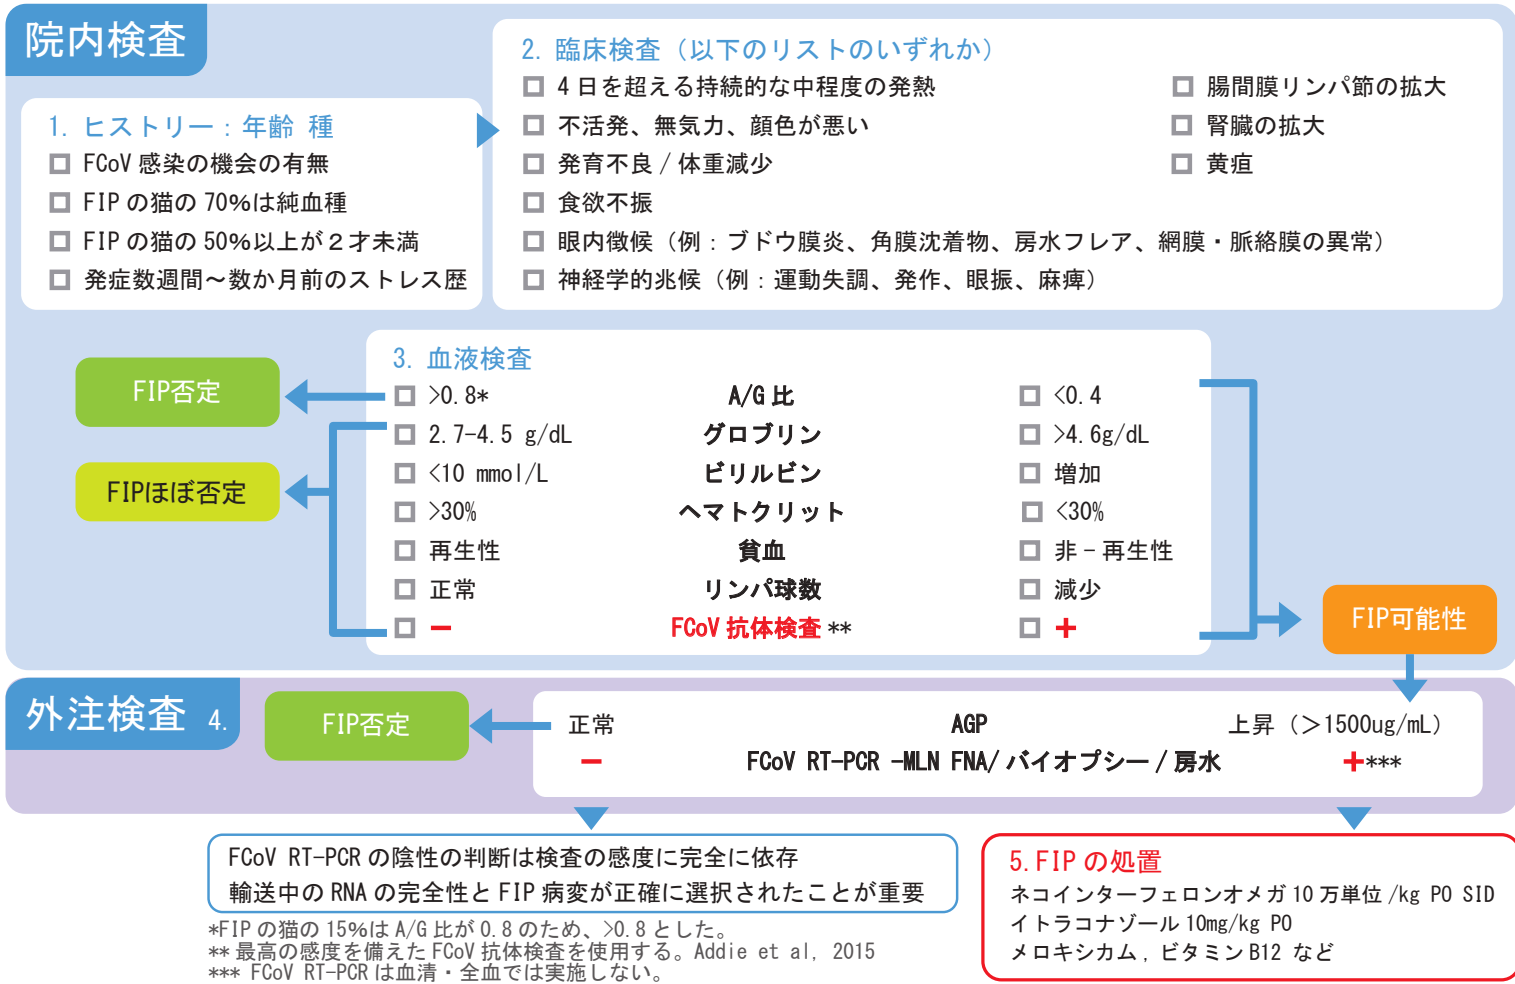 院内検査
1. ヒストリー：年齢 種
FCoV 感染の機会の有無
FIP の猫の 70%は純血種
FIP の猫の 50%以上が２才未満
発症数週間～数か月前のストレス歴
2. 臨床検査（以下のリストのいずれか）
4 日を超える持続的な中程度の発熱
不活発、無気力、顔色が悪い
発育不良 / 体重減少
食欲不振
眼内徴候（例：ブドウ膜炎、角膜沈着物、房水フレア、網膜・脈絡膜の異常）
神経学的兆候（例：運動失調、発作、眼振、麻痺）
腸間膜リンパ節の拡大
腎臓の拡大
黄疸
3. 血液検査
>0.8* A/G 比 <0.4
2.7-4.5 g/dL グロブリン >4.6g/dL
<10 mmol/L ビリルビン 増加
>30% ヘマトクリット <30%
再生性 貧血 非 - 再生性
正常 リンパ球数 減少
− FCoV 抗体検査 ** +
FIP否定
FIPほぼ否定
FIP可能性
外注検査 4.
FIP否定
正常 AGP 上昇（＞1500ug/mL）
− FCoV RT-PCR -MLN FNA/ バイオプシー / 房水 +***
FCoV RT-PCR の陰性の判断は検査の感度に完全に依存
輸送中の RNA の完全性と FIP 病変が正確に選択されたことが重要
*FIP の猫の 15%は A/G 比が 0.8 のため、>0.8 とした。
** 最高の感度を備えた FCoV 抗体検査を使用する。Addie et al, 2015
*** FCoV RT-PCR は血清・全血では実施しない。
5. FIP の処置
ネコインターフェロンオメガ 10 万単位 /kg PO SID
イトラコナゾール 10mg/kg PO
メロキシカム , ビタミン B12 など